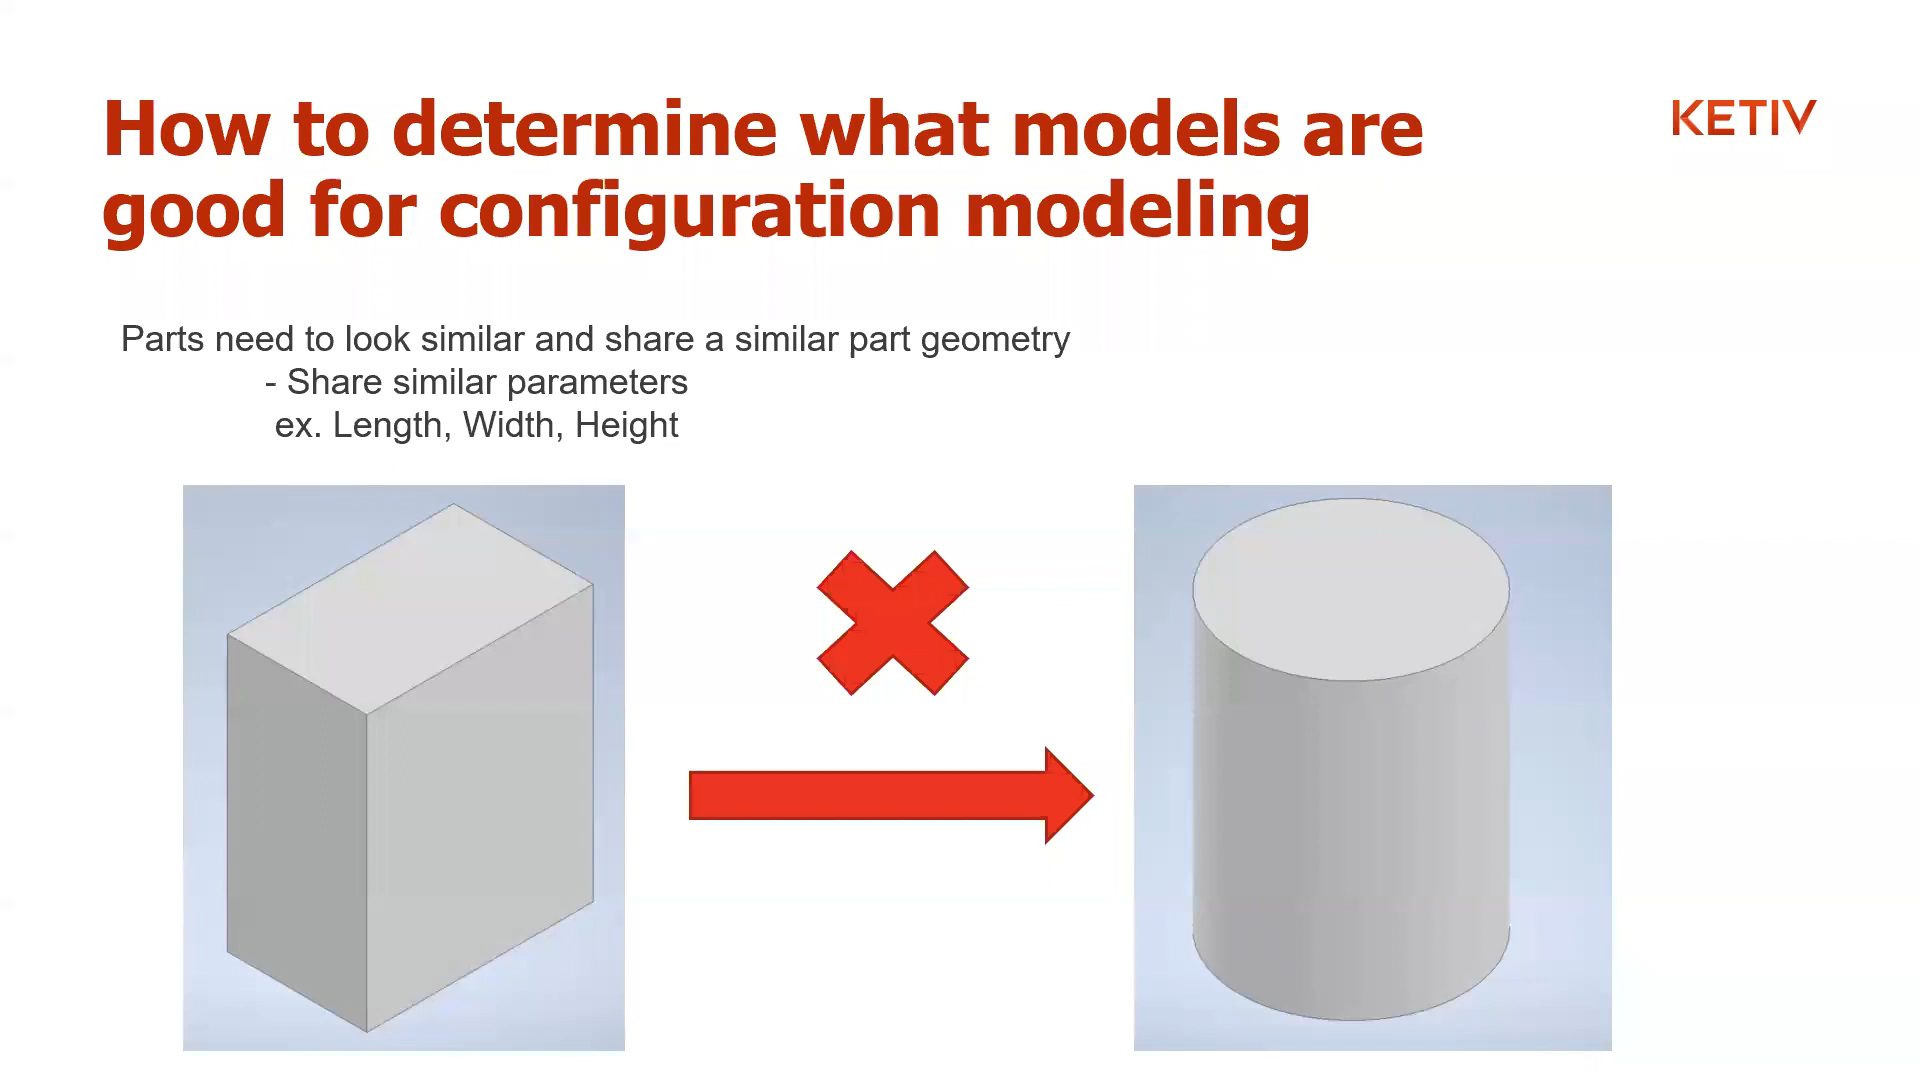 How to determine what models are
good for configuration modeling
KETIV
Parts need to look similar and share a similar part geometry
- Share similar parameters
ex. Length, Width, Height